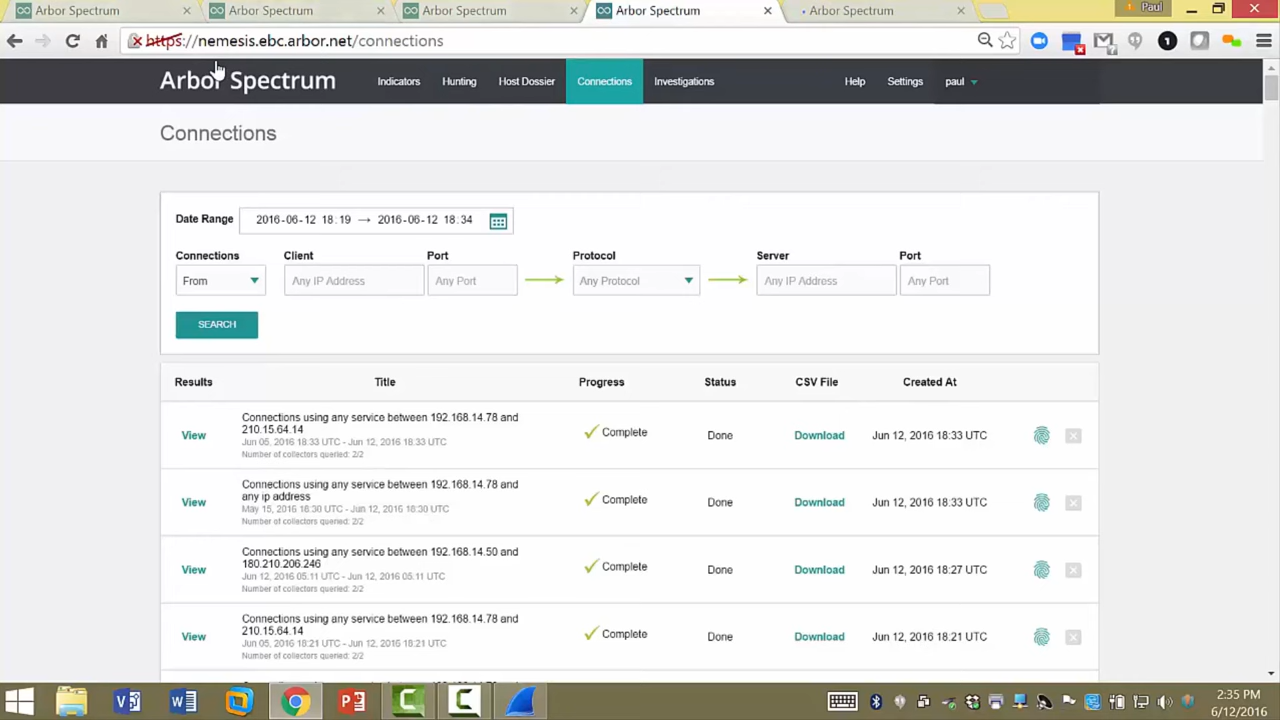 Arbor Spectrum
Arbor Spectrum
Arbor Spectrum
Arbor Spectrum
Arbor Spectrum
Paul
https://nemesis.ebc.arbor.net/connections
Arbor Spectrum
Indicators
Hunting
Host Dossier
Connections
Investigations
Help
Settings
paul
Connections
Date Range
2016-06-12 18:19 → 2016-06-12 18:34
Connections
Client
Port
Protocol
Server
Port
From
Any IP Address
Any Port
Any Protocol
Any IP Address
Any Port
SEARCH
Results
Title
Progress
Status
CSV File
Created At
View
Connections using any service between 192.168.14.78 and
210.15.64.14
Jun 05, 2016 18:33 UTC - Jun 12, 2016 18:33 UTC
Number of collectors queried: 2/2
Complete
Done
Download
Jun 12, 2016 18:33 UTC
View
Connections using any service between 192.168.14.78 and
any ip address
May 15, 2016 18:30 UTC - Jun 12, 2016 18:30 UTC
Number of collectors queried: 2/2
Complete
Done
Download
Jun 12, 2016 18:33 UTC
View
Connections using any service between 192.168.14.50 and
180.210.206.246
Jun 12, 2016 05:11 UTC - Jun 12, 2016 05:11 UTC
Number of collectors queried: 2/2
Complete
Done
Download
Jun 12, 2016 18:27 UTC
View
Connections using any service between 192.168.14.78 and
210.15.64.14
Jun 05, 2016 18:21 UTC - Jun 12, 2016 18:21 UTC
Number of collectors queried: 2/2
Complete
Done
Download
Jun 12, 2016 18:21 UTC
2:35 PM
6/12/2016